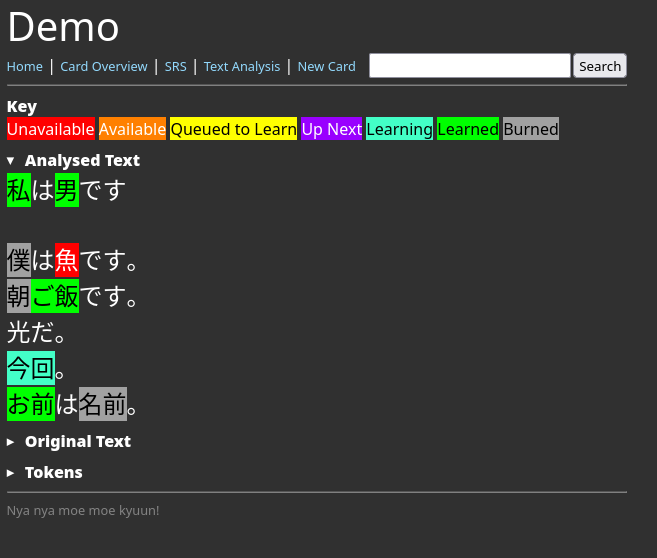 Demo
Home | Card Overview | SRS | Text Analysis | New Card Search
Key
Unavailable Available Queued to Learn Up Next Learning Learned Burned
▾ Analysed Text
私は男です
僕は魚です。
朝ご飯です。
光だ。
今回。
お前は名前。
▸ Original Text
▸ Tokens
Nya nya moe moe kyuun!